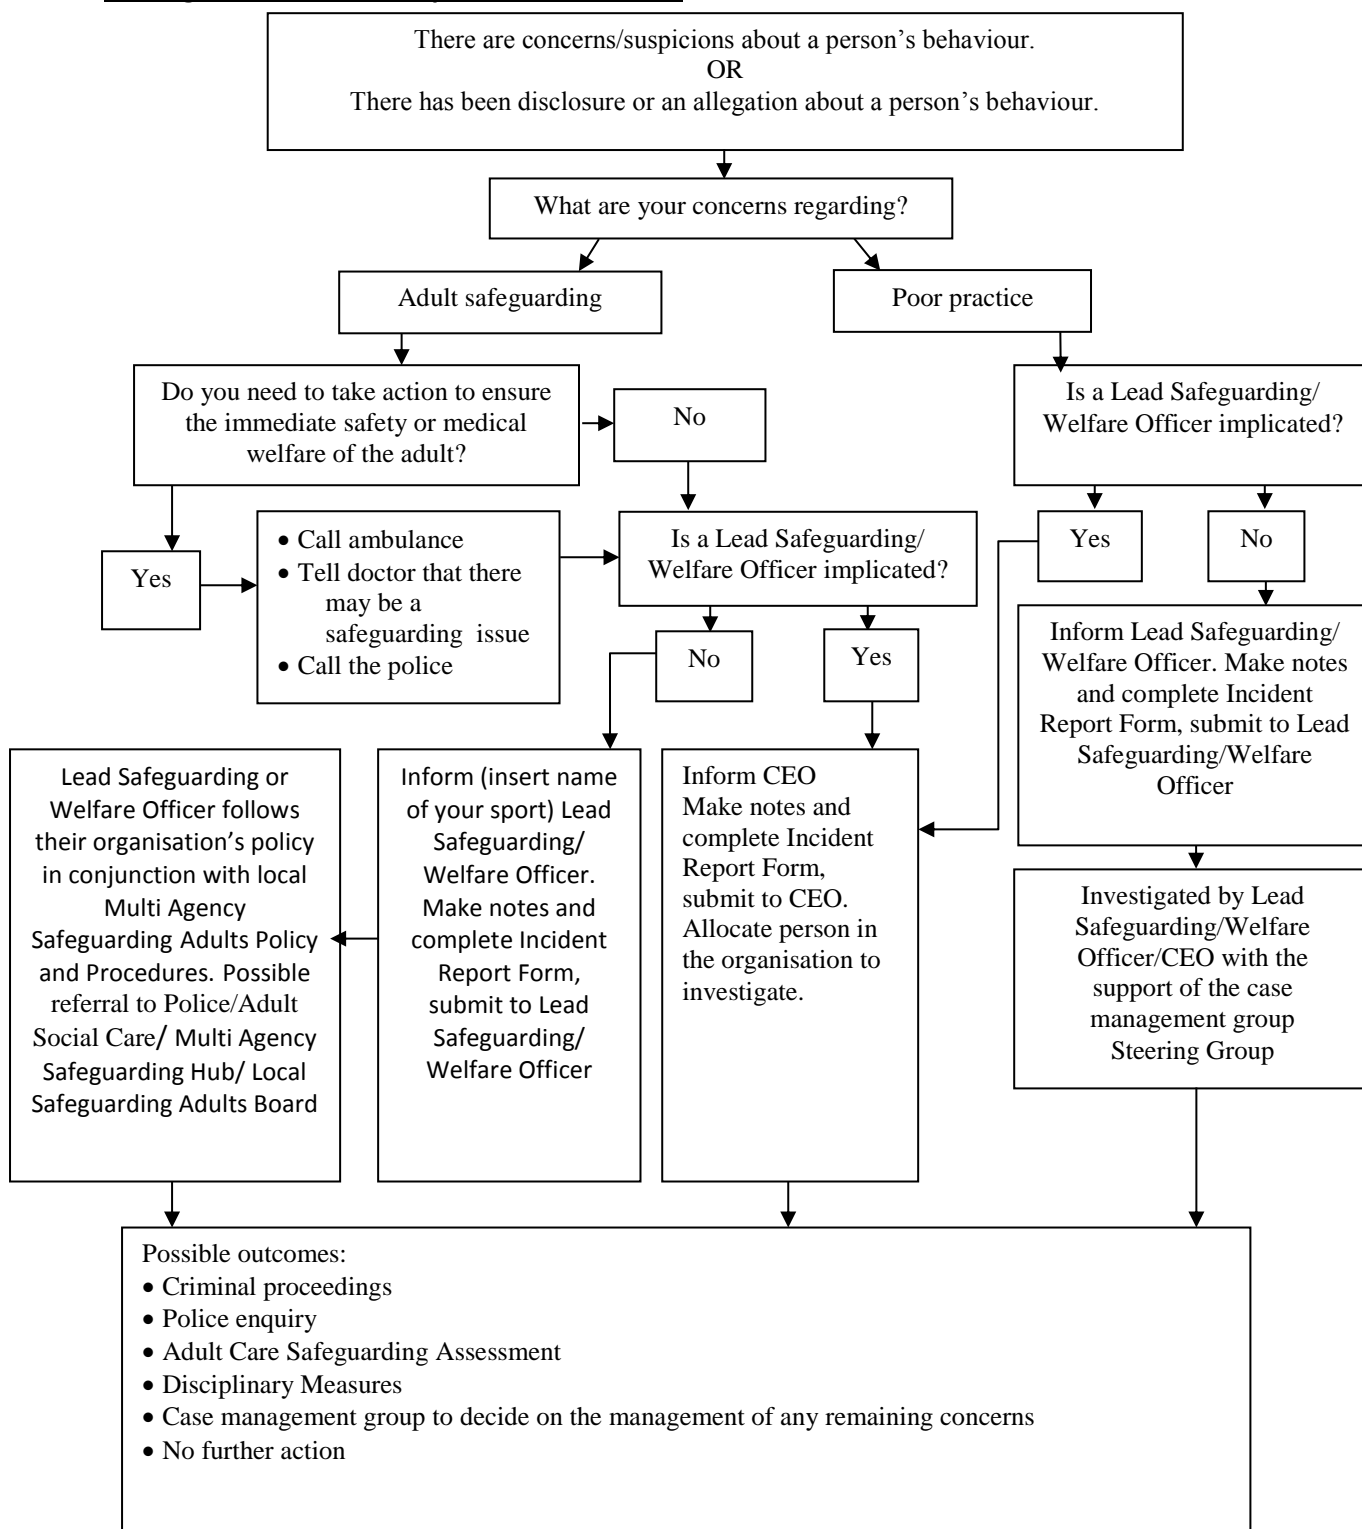 There are concerns/suspicions about a person’s behaviour.
OR
There has been disclosure or an allegation about a person’s behaviour.
What are your concerns regarding?
Adult safeguarding
Poor practice
Do you need to take action to ensure
the immediate safety or medical
welfare of the adult?
No
Is a Lead Safeguarding/
Welfare Officer implicated?
Yes
• Call ambulance
• Tell doctor that there
may be a
safeguarding issue
• Call the police
Is a Lead Safeguarding/
Welfare Officer implicated?
Yes
No
No
Yes
Inform Lead Safeguarding/
Welfare Officer. Make notes
and complete Incident
Report Form, submit to Lead
Safeguarding/Welfare
Officer
Lead Safeguarding or
Welfare Officer follows
their organisation’s policy
in conjunction with local
Multi Agency
Safeguarding Adults Policy
and Procedures. Possible
referral to Police/Adult
Social Care/ Multi Agency
Safeguarding Hub/ Local
Safeguarding Adults Board
Inform (insert name
of your sport) Lead
Safeguarding/
Welfare Officer.
Make notes and
complete Incident
Report Form,
submit to Lead
Safeguarding/
Welfare Officer
Inform CEO
Make notes and
complete Incident
Report Form,
submit to CEO.
Allocate person in
the organisation to
investigate.
Investigated by Lead
Safeguarding/Welfare
Officer/CEO with the
support of the case
management group
Steering Group
Possible outcomes:
• Criminal proceedings
• Police enquiry
• Adult Care Safeguarding Assessment
• Disciplinary Measures
• Case management group to decide on the management of any remaining concerns
• No further action